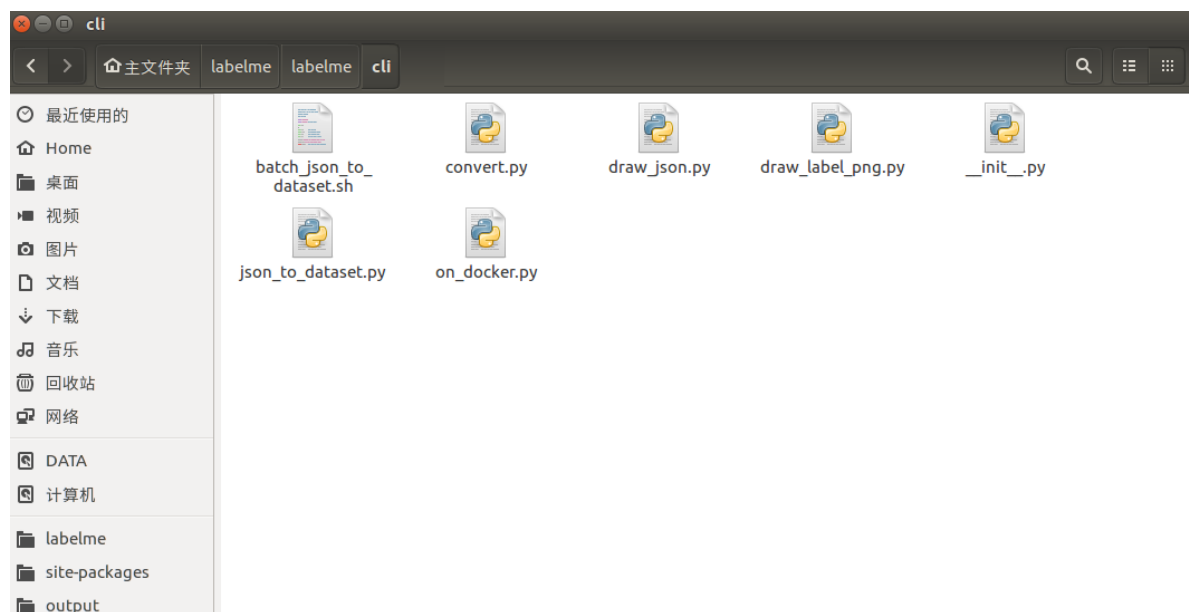 cli
主文件夹 labelme labelme cli
最近使用的
Home
桌面
视频
图片
文档
下载
音乐
回收站
网络
DATA
计算机
labelme
site-packages
output
batch_json_to_
dataset.sh
convert.py
draw_json.py
draw_label_png.py
__init__.py
json_to_dataset.py
on_docker.py